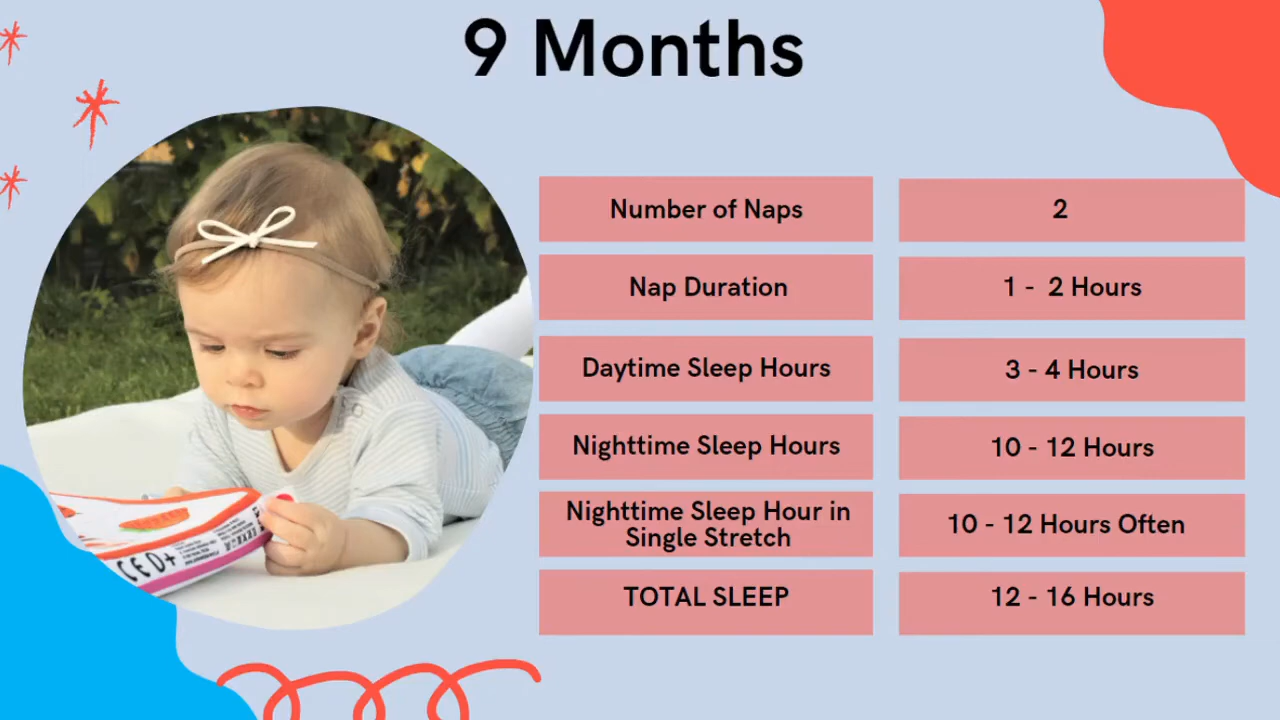 9 Months
Number of Naps
2
Nap Duration
1 - 2 Hours
Daytime Sleep Hours
3 - 4 Hours
Nighttime Sleep Hours
10 - 12 Hours
Nighttime Sleep Hour in
Single Stretch
10 - 12 Hours Often
TOTAL SLEEP
12 - 16 Hours